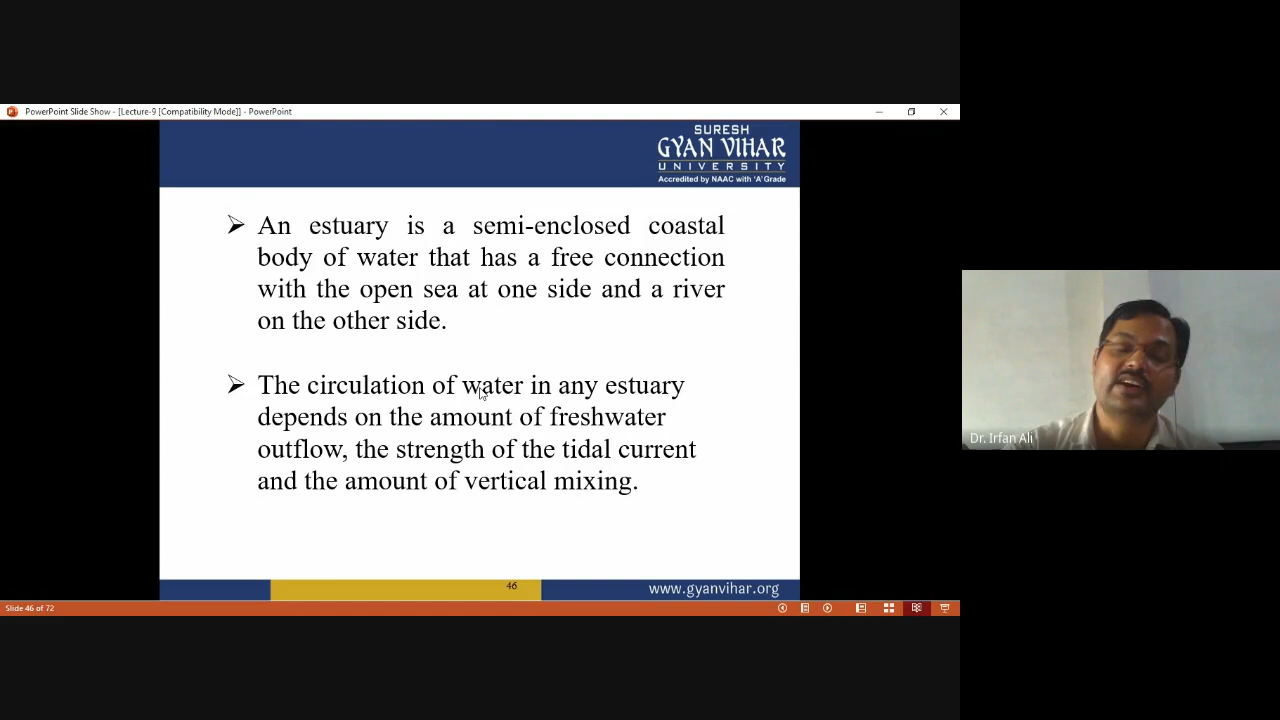 PowerPoint Slide Show - [Lecture-9 [Compatibility Mode]] - PowerPoint
SURESH
GYAN VIHAR
UNIVERSITY
Accredited by NAAC with 'A' Grade
An estuary is a semi-enclosed coastal
body of water that has a free connection
with the open sea at one side and a river
on the other side.
The circulation of water in any estuary
depends on the amount of freshwater
outflow, the strength of the tidal current
and the amount of vertical mixing.
Dr. Irfan Ali
46
www.gyanvihar.org
Slide 46 of 72